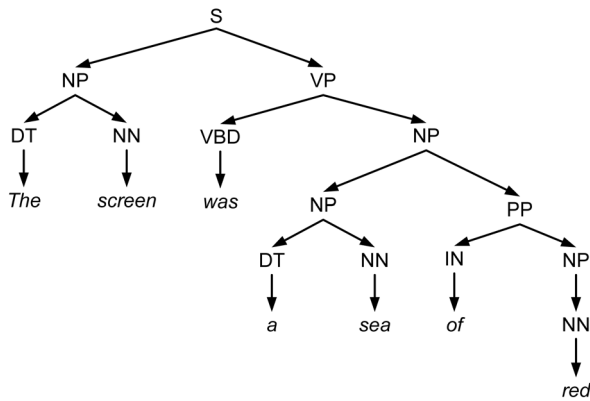 S
NP VP
DT NN VBD NP
The screen was
NP PP
DT NN IN NP
a sea of NN
red